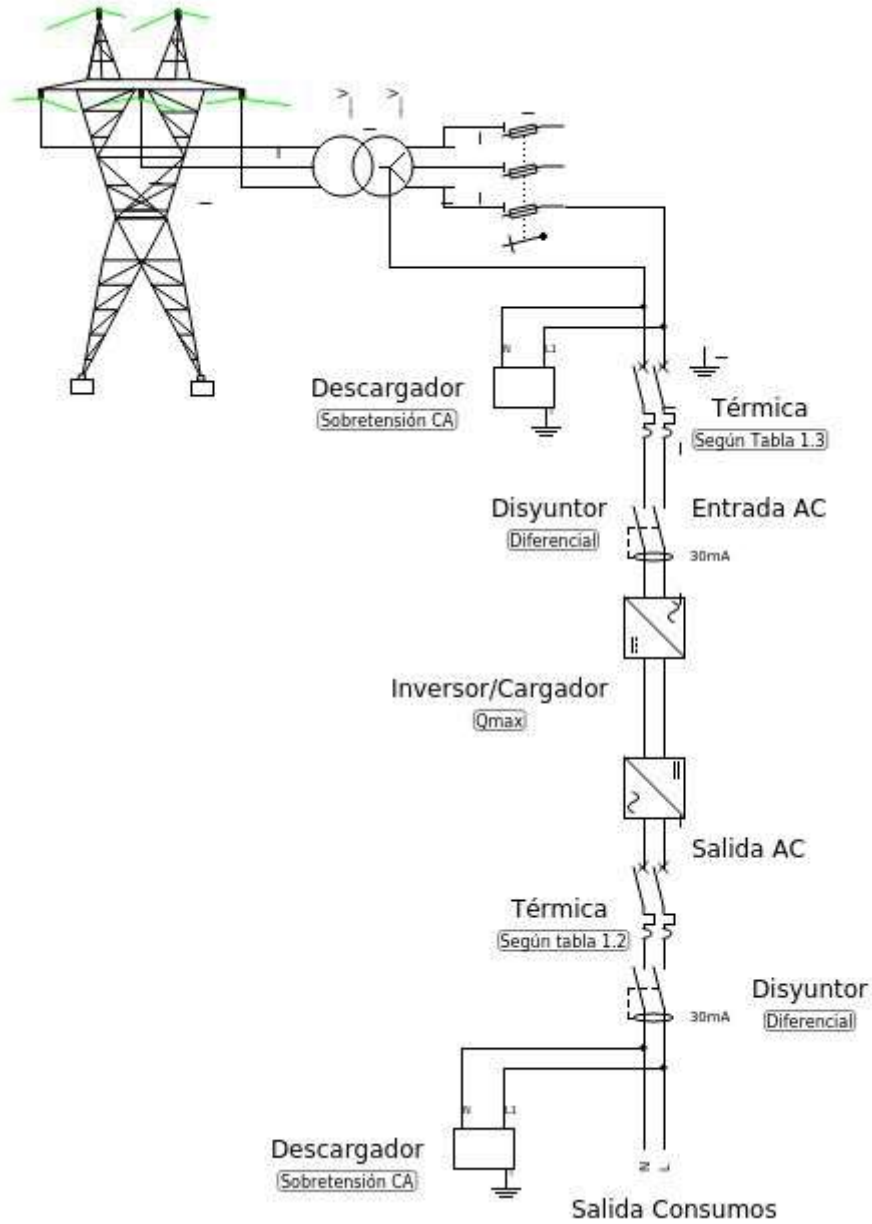 N
L1
Descargador
Sobretensión CA
Térmica
Según Tabla 1.3
Disyuntor
Diferencial
Entrada AC
30mA
Inversor/Cargador
Qmax
Salida AC
Térmica
Según tabla 1.2
Disyuntor
Diferencial
30mA
N
L1
Descargador
Sobretensión CA
N
L
Salida Consumos